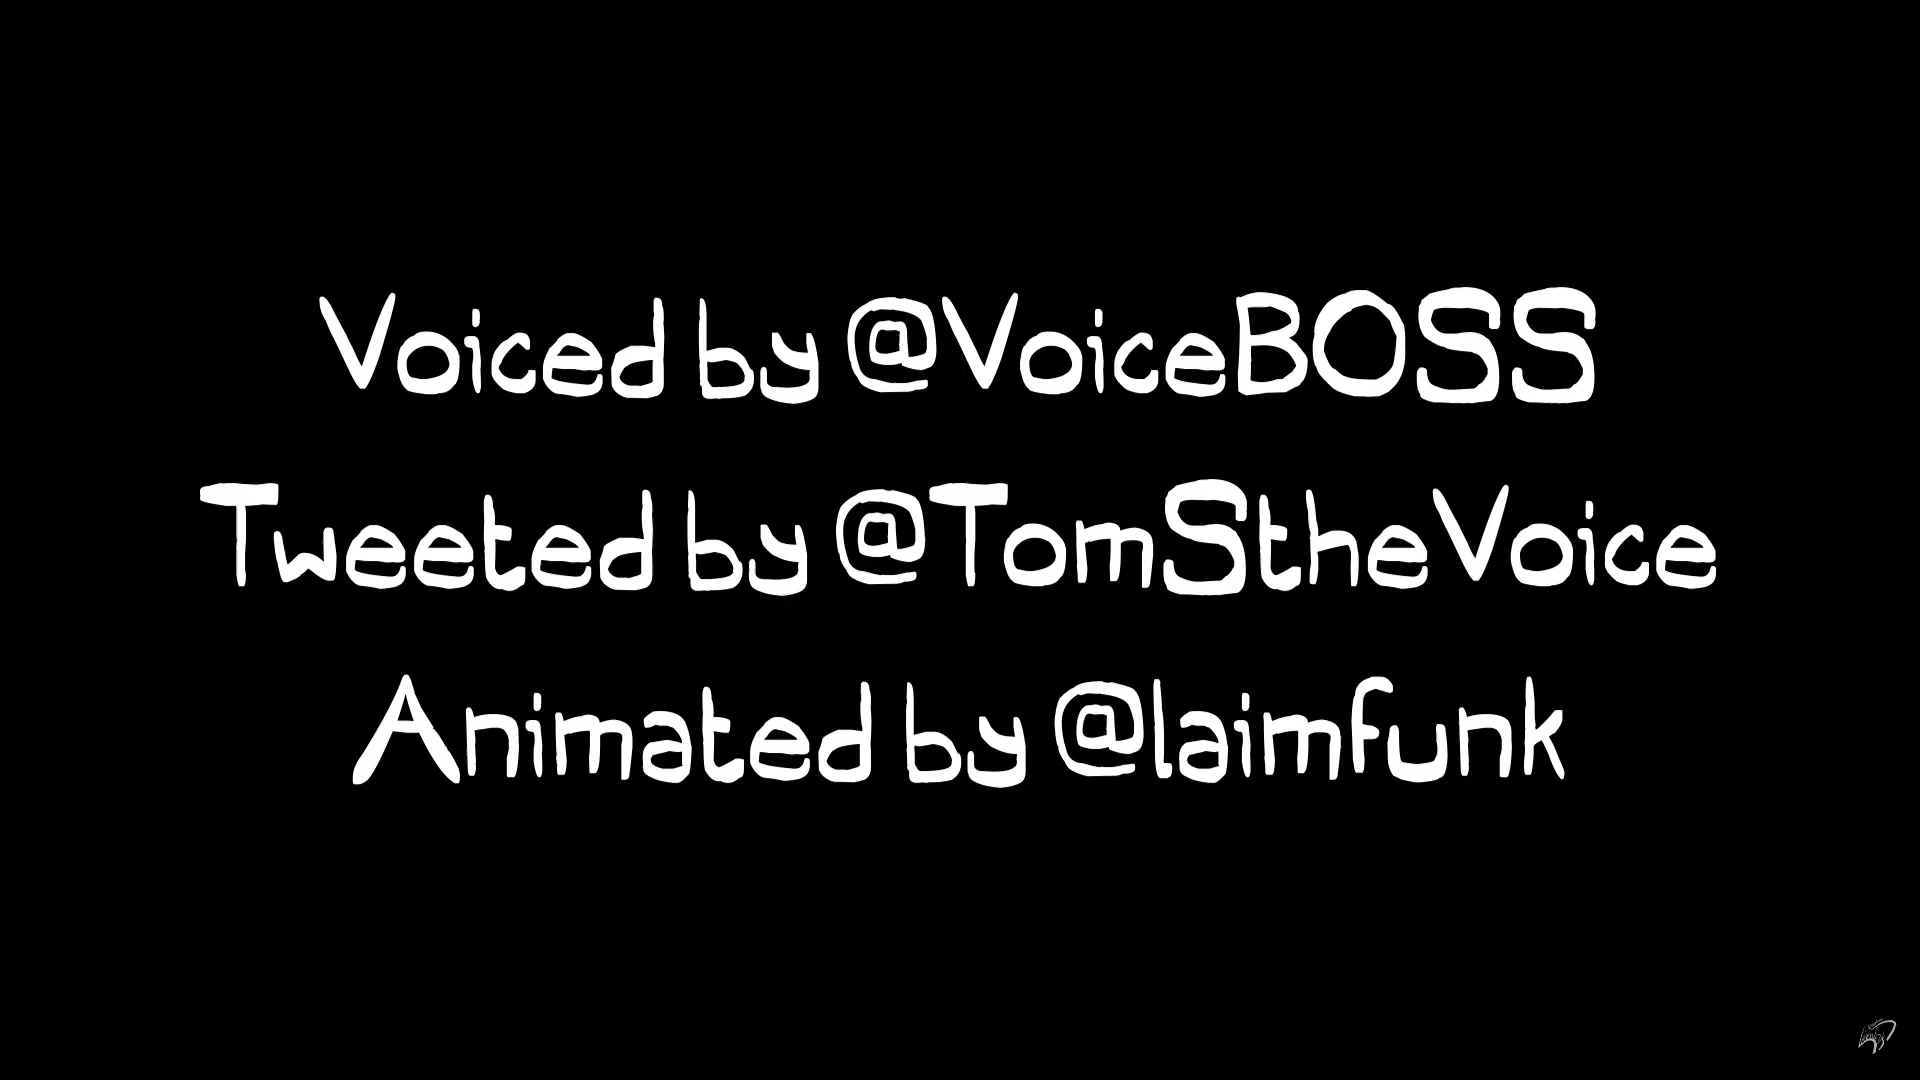 Voiced by @VoiceBOSS
Tweeted by @TomStheVoice
Animated by @laimfunk